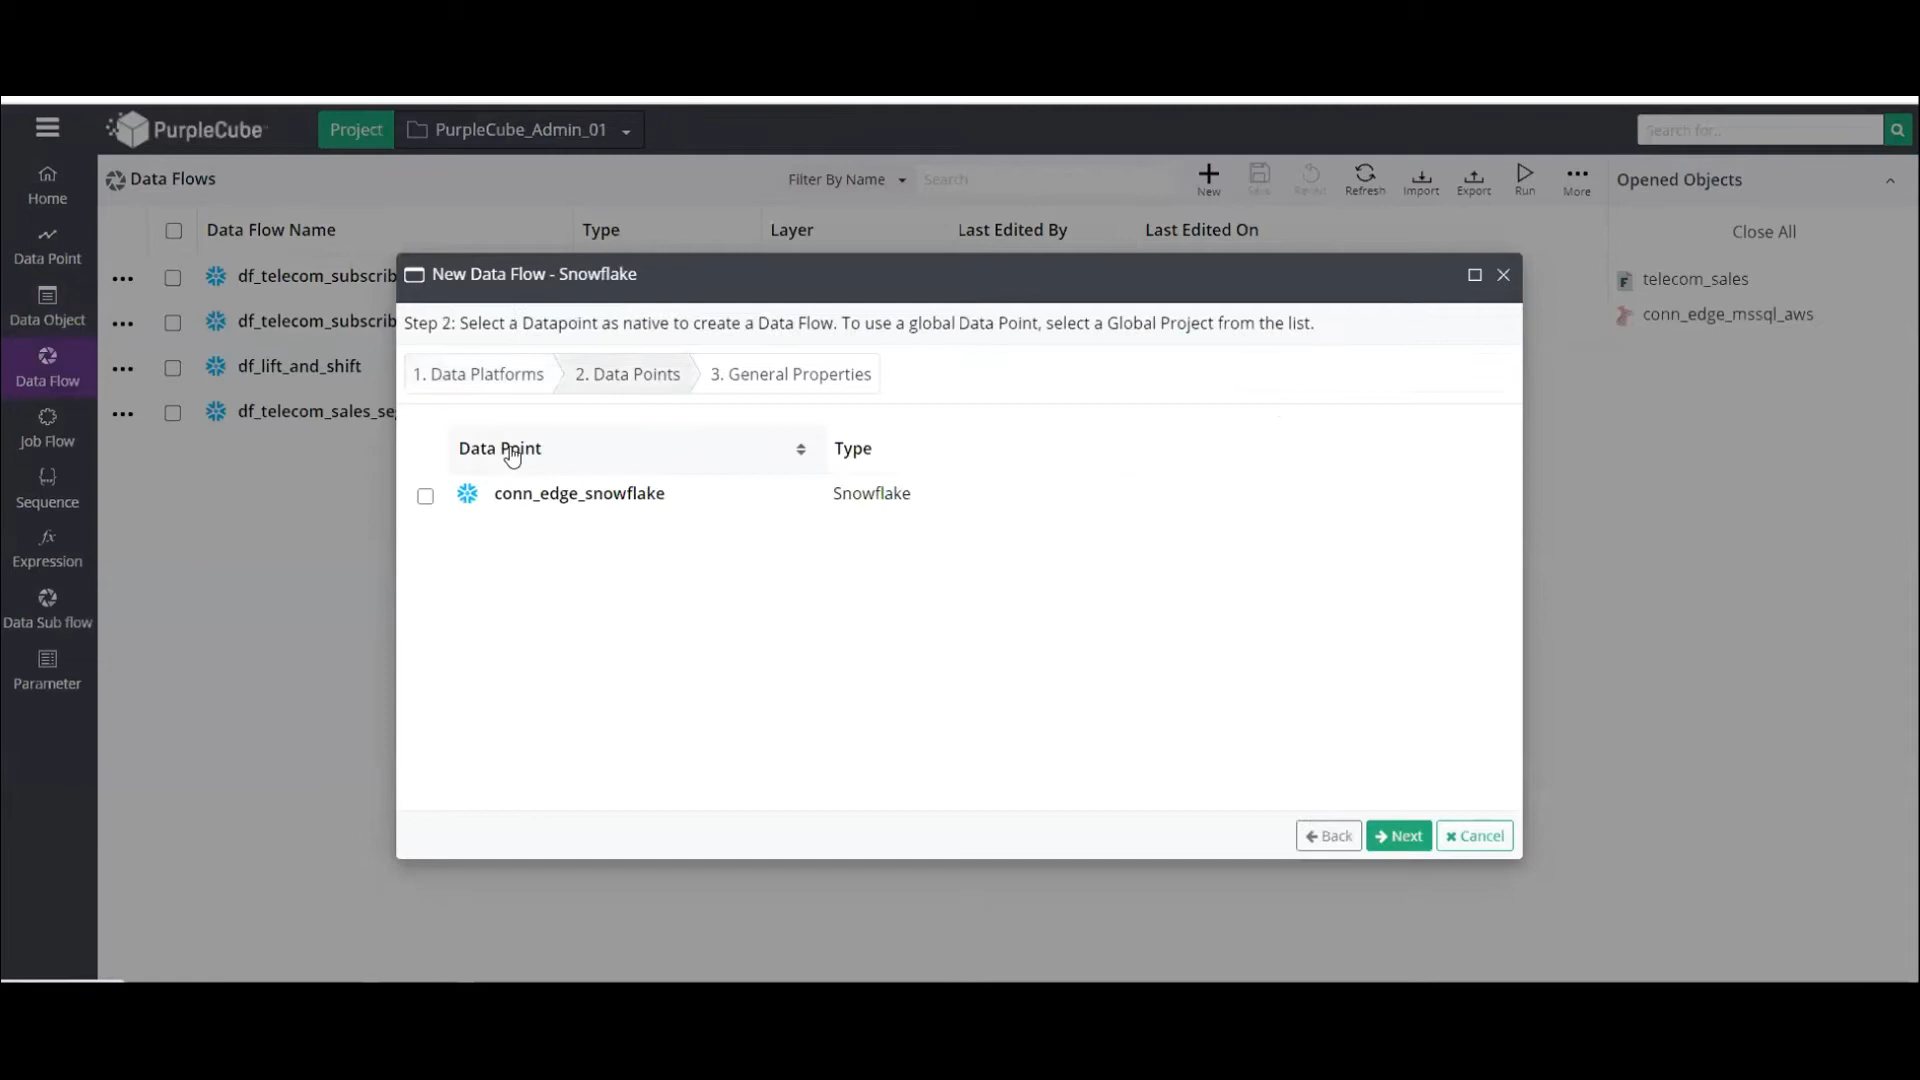 PurpleCube
Project
PurpleCube_Admin_01
Search for..
Home
Data Point
Data Object
Data Flow
Job Flow
Sequence
Expression
Data Sub flow
Parameter
Data Flows
Filter By Name
Search
New
Save
Revert
Refresh
Import
Export
Run
More
Opened Objects
Close All
telecom_sales
conn_edge_mssql_aws
Data Flow Name Type Layer Last Edited By Last Edited On
df_telecom_subscrib
df_telecom_subscrib
df_lift_and_shift
df_telecom_sales_se
New Data Flow - Snowflake
Step 2: Select a Datapoint as native to create a Data Flow. To use a global Data Point, select a Global Project from the list.
1. Data Platforms 2. Data Points 3. General Properties
Data Point Type
conn_edge_snowflake Snowflake
Back Next Cancel